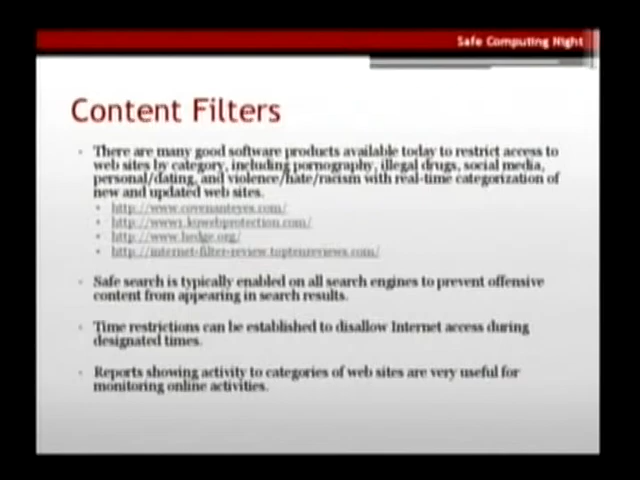 Safe Computing Night
Content Filters
• There are many good software products available today to restrict access to
web sites by category, including pornography, illegal drugs, social media,
personal/dating, and violence/hate/racism with real-time categorization of
new and updated web sites.
• http://www.covenanteyes.com/
• http://www1.k9webprotection.com/
• http://www.hedge.org/
• http://internet-filter-review.toptenreviews.com/
• Safe search is typically enabled on all search engines to prevent offensive
content from appearing in search results.
• Time restrictions can be established to disallow Internet access during
designated times.
• Reports showing activity to categories of web sites are very useful for
monitoring online activities.